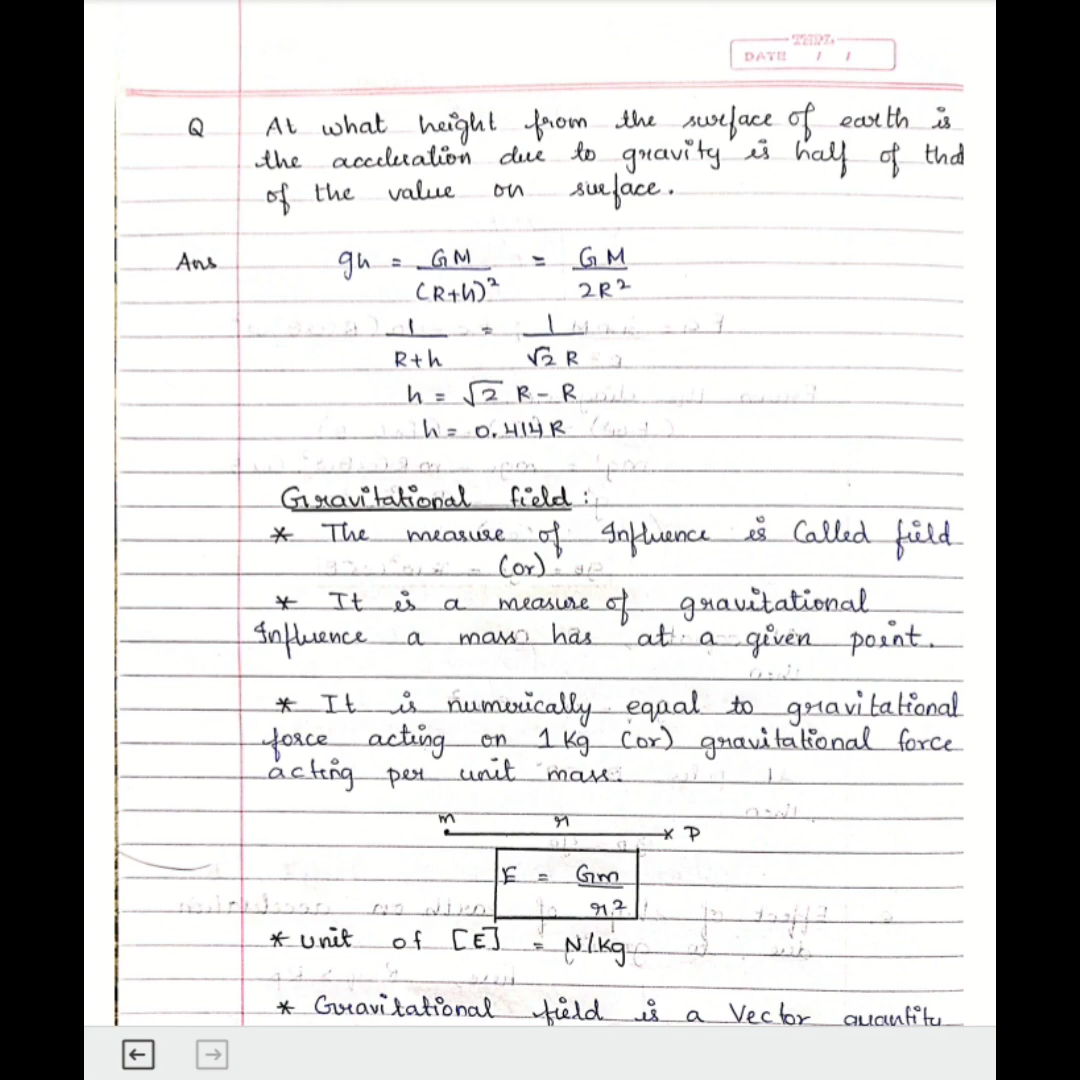 THPL
DATE / /
Q At what height from the surface of earth is
the acceleration due to gravity is half of that
of the value on surface.
Ans gh = GM/(R+h)² = GM/2R²
1/(R+h) = 1/(√2 R)
h = √2 R - R
h = 0.414R
Gravitational field:
* The measure of Influence is Called field
(or)
* It is a measure of gravitational
Influence a mass has at a given point.
* It is numerically equal to gravitational
force acting on 1 Kg (or) gravitational force
acting per unit mass.
m r P
E = Gm/r²
* unit of [E] = N/kg
* Gravitational field is a Vector quantity